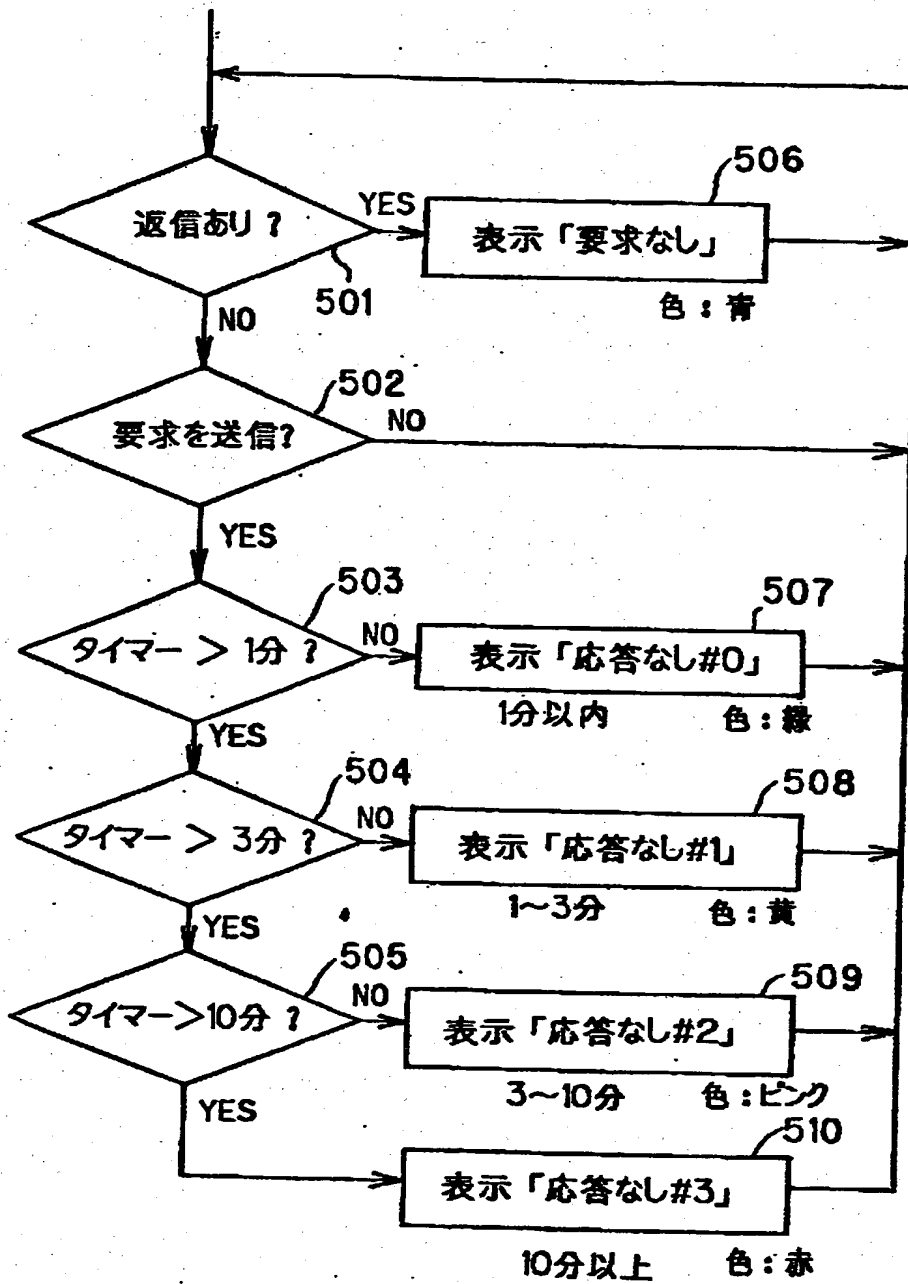 506
返信あり ?
YES
表示「要求なし」
501
色:青
NO
502
要求を送信?
NO
YES
503
507
タイマー > 1分 ?
NO
表示「応答なし#0」
1分以内
色:緑
YES
504
508
タイマー > 3分 ?
NO
表示「応答なし#1」
1～3分
色:黄
YES
505
509
タイマー>10分 ?
NO
表示「応答なし#2」
3～10分
色:ピンク
YES
510
表示「応答なし#3」
10分以上
色:赤